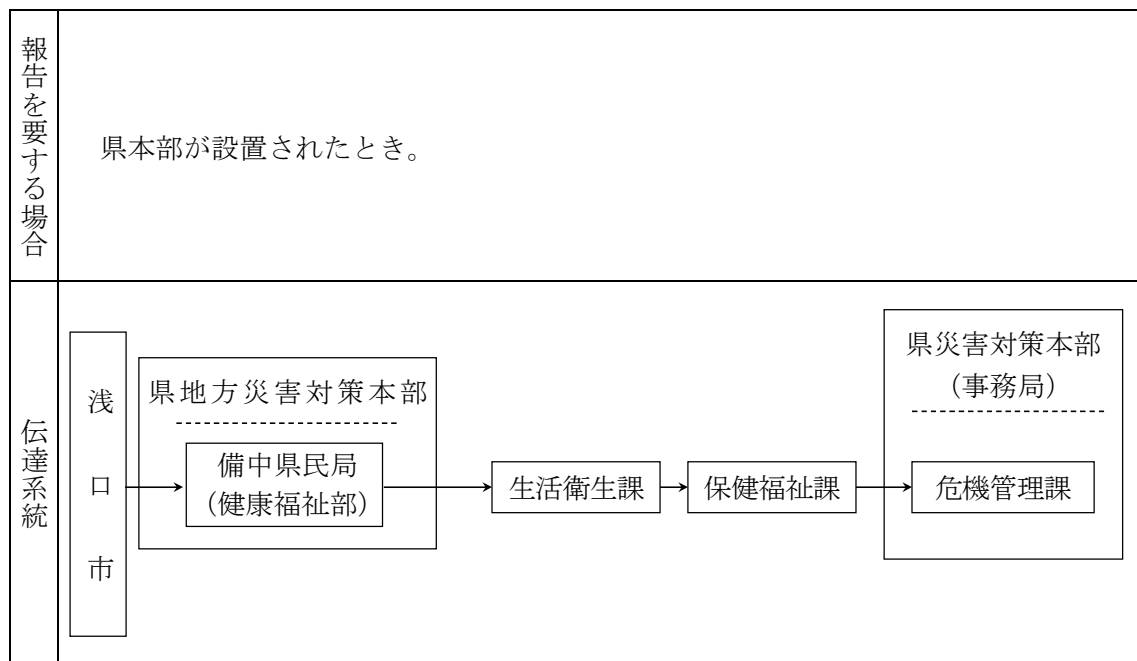 報告を要する場合
県本部が設置されたとき。
伝達系統
浅口市
県地方災害対策本部
備中県民局
（健康福祉部）
生活衛生課
保健福祉課
県災害対策本部
（事務局）
危機管理課